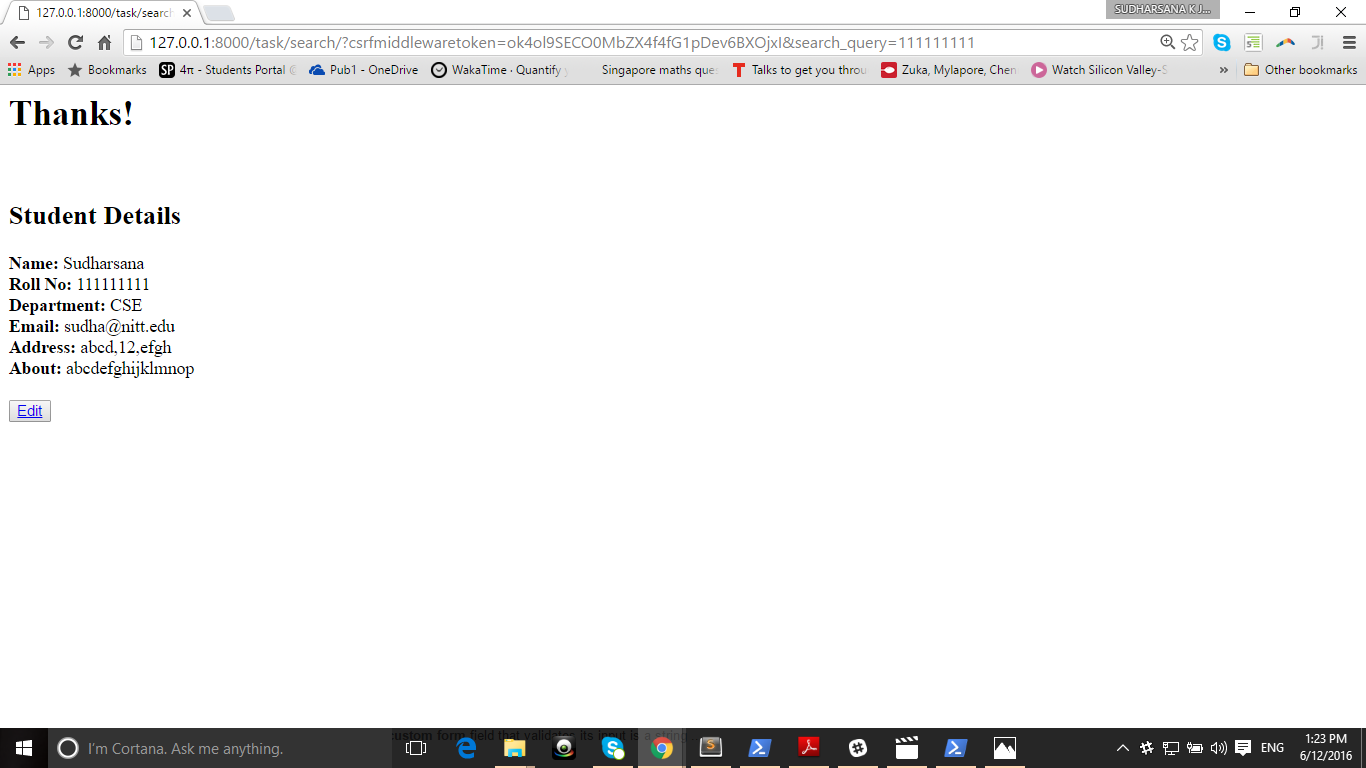 127.0.0.1:8000/task/search
SUDHARSANA K J...
127.0.0.1:8000/task/search/?csrfmiddlewaretoken=ok4ol9SECO0MbZX4f4fG1pDev6BXOjxI&search_query=111111111
Apps Bookmarks SP 4π - Students Portal Pub1 - OneDrive WakaTime · Quantify Singapore maths que Talks to get you throu Zuka, Mylapore, Chen Watch Silicon Valley-S » Other bookmarks
Thanks!
Student Details
Name: Sudharsana
Roll No: 111111111
Department: CSE
Email: sudha@nitt.edu
Address: abcd,12,efgh
About: abcdefghijklmnop
Edit
custom form field that validates its input is a string
I'm Cortana. Ask me anything.
ENG
1:23 PM
6/12/2016